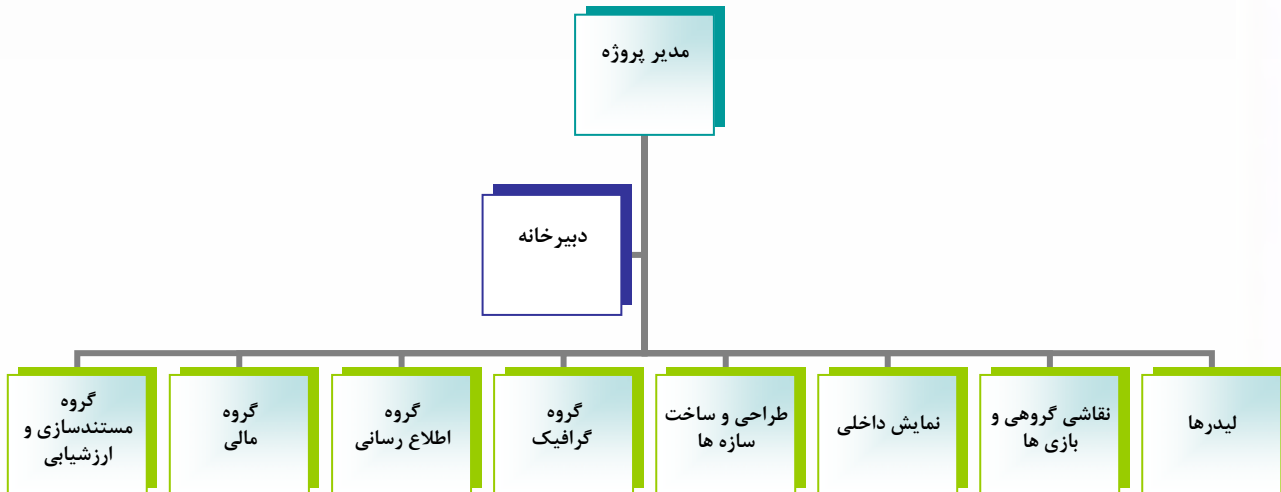 مدیر پروژه
دبیرخانه
لیدرها
نقاشی گروهی و
بازی ها
نمایش داخلی
طراحی و ساخت
سازه ها
گروه
گرافیک
گروه
اطلاع رسانی
گروه
مالی
گروه
مستندسازی و
ارزشیابی